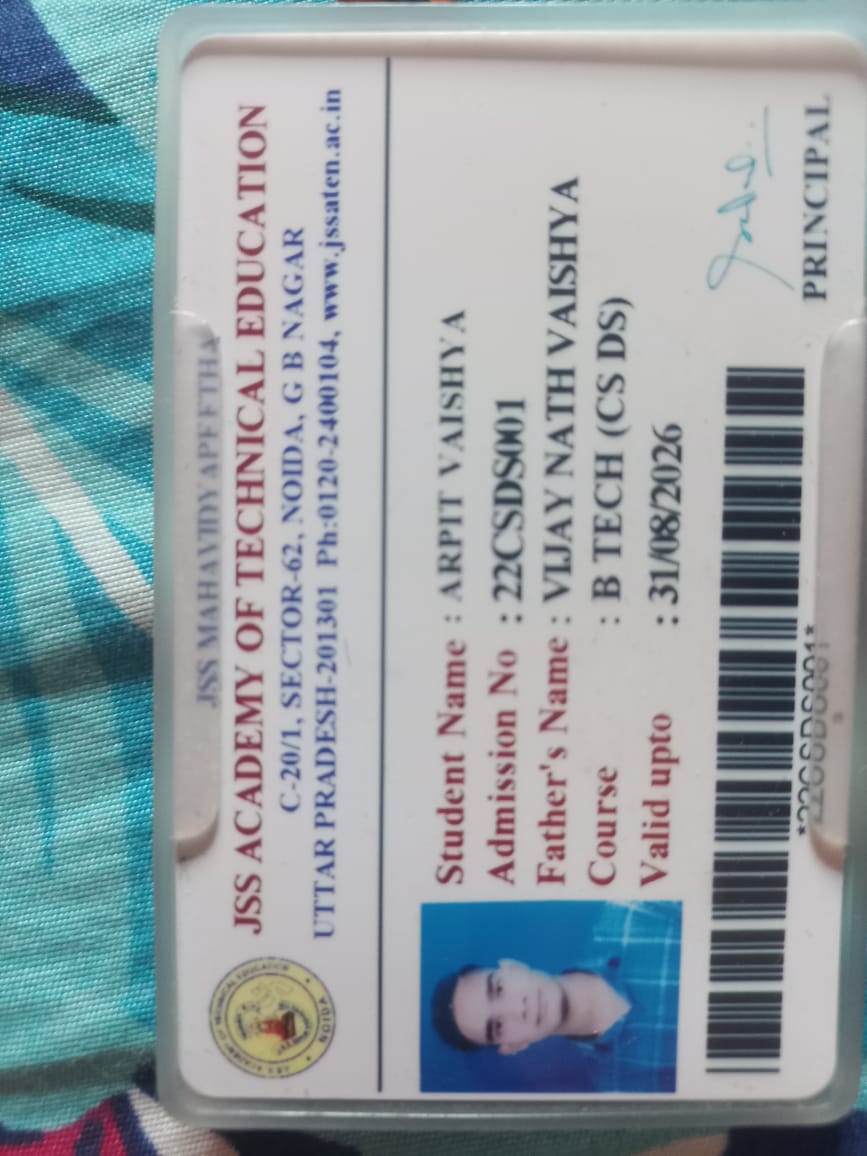 JSS MAHAVIDYAPEETHA
JSS ACADEMY OF TECHNICAL EDUCATION
C-20/1, SECTOR-62, NOIDA, G B NAGAR
UTTAR PRADESH-201301 Ph:0120-2400104, www.jssaten.ac.in
Student Name : ARPIT VAISHYA
Admission No : 22CSDS001
Father's Name : VIJAY NATH VAISHYA
Course : B TECH (CS DS)
Valid upto : 31/08/2026
*22CSDS001*
PRINCIPAL
NOIDA